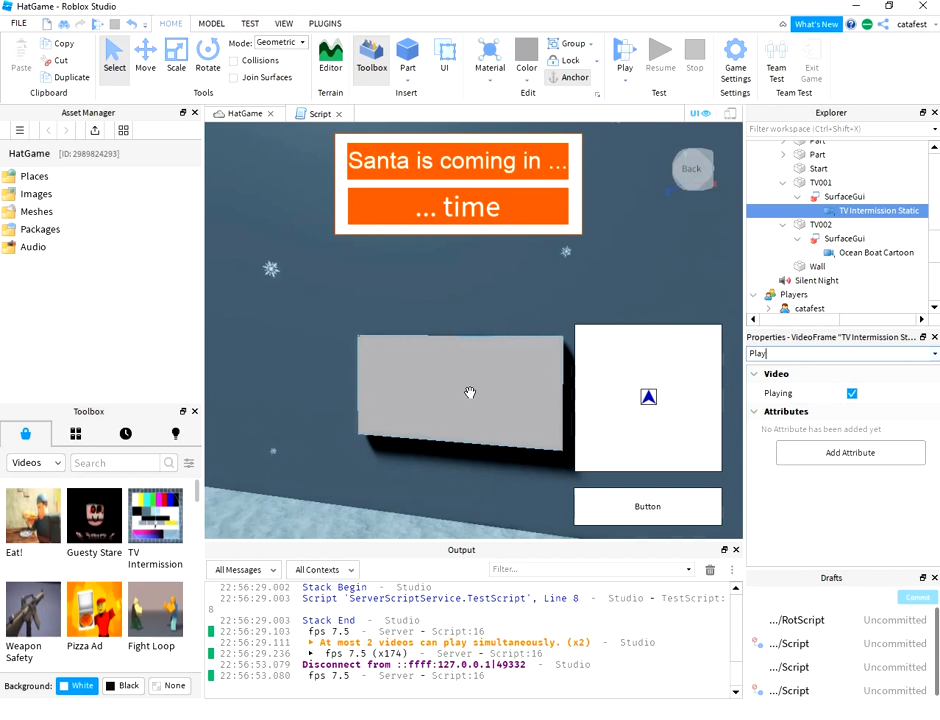 HatGame - Roblox Studio
FILE HOME MODEL TEST VIEW PLUGINS What's New catafest
Paste Copy Cut Duplicate Clipboard
Select Move Scale Rotate Mode: Geometric Collisions Join Surfaces Tools
Editor Terrain
Toolbox Part UI Insert
Material Color Group Lock Anchor Edit
Play Resume Stop Test
Game Settings Settings
Team Test Exit Game Team Test
Asset Manager
HatGame [ID: 2989824293]
Places
Images
Meshes
Packages
Audio
Toolbox
Videos Search
Eat! Guesty Stare TV Intermission
Weapon Safety Pizza Ad Fight Loop
Background: White Black None
HatGame Script UI
Santa is coming in ...
... time
Back
Button
Output
All Messages All Contexts Filter...
22:56:29.002 Stack Begin - Studio
22:56:29.003 Script 'ServerScriptService.TestScript', Line 8 - Studio - TestScript:
8
22:56:29.003 Stack End - Studio
22:56:29.103 fps 7.5 - Server - Script:16
22:56:29.111 At most 2 videos can play simultaneously. (x2) - Studio
22:56:29.236 fps 7.5 (x174) - Server - Script:16
22:56:53.079 Disconnect from ::ffff:127.0.0.1|49332 - Studio
22:56:53.080 fps 7.5 - Server - Script:16
Explorer
Filter workspace (Ctrl+Shift+X)
Part
Part
Start
TV001
SurfaceGui
TV Intermission Static
TV002
SurfaceGui
Ocean Boat Cartoon
Wall
Silent Night
Players
catafest
Properties - VideoFrame "TV Intermission St...
Play
Video
Playing
Attributes
No Attribute has been added yet
Add Attribute
Drafts
Commit
.../RotScript Uncommitted
.../Script Uncommitted
.../Script Uncommitted
.../Script Uncommitted